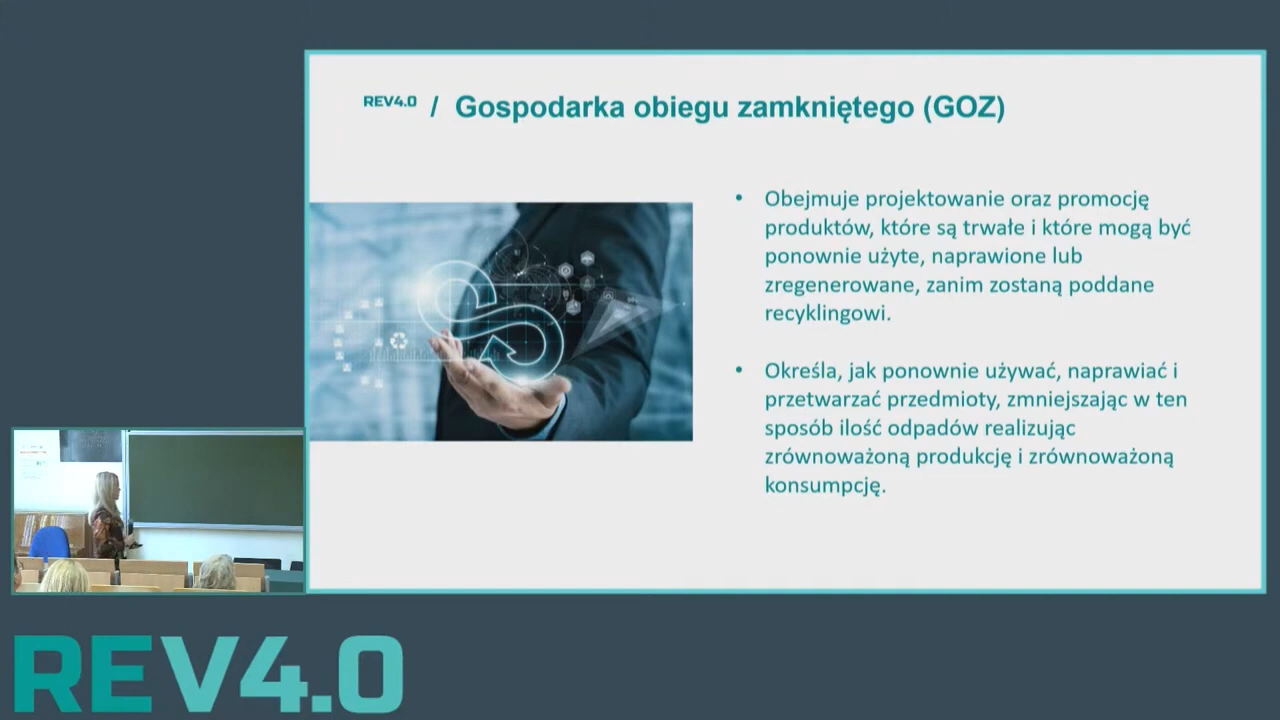 REV4.0 / Gospodarka obiegu zamkniętego (GOZ)
• Obejmuje projektowanie oraz promocję
produktów, które są trwałe i które mogą być
ponownie użyte, naprawione lub
zregenerowane, zanim zostaną poddane
recyklingowi.
• Określa, jak ponownie używać, naprawiać i
przetwarzać przedmioty, zmniejszając w ten
sposób ilość odpadów realizując
zrównoważoną produkcję i zrównoważoną
konsumpcję.
REV4.0